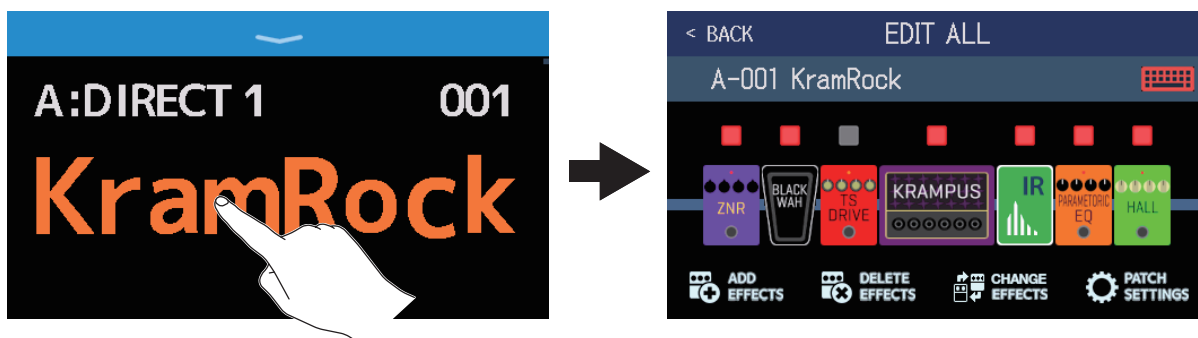 A:DIRECT 1 001
KramRock
< BACK EDIT ALL
A-001 KramRock
ZNR
BLACK
WAH
TS
DRIVE
KRAMPUS
IR
PARAMETORIC
EQ
HALL
ADD
EFFECTS
DELETE
EFFECTS
CHANGE
EFFECTS
PATCH
SETTINGS